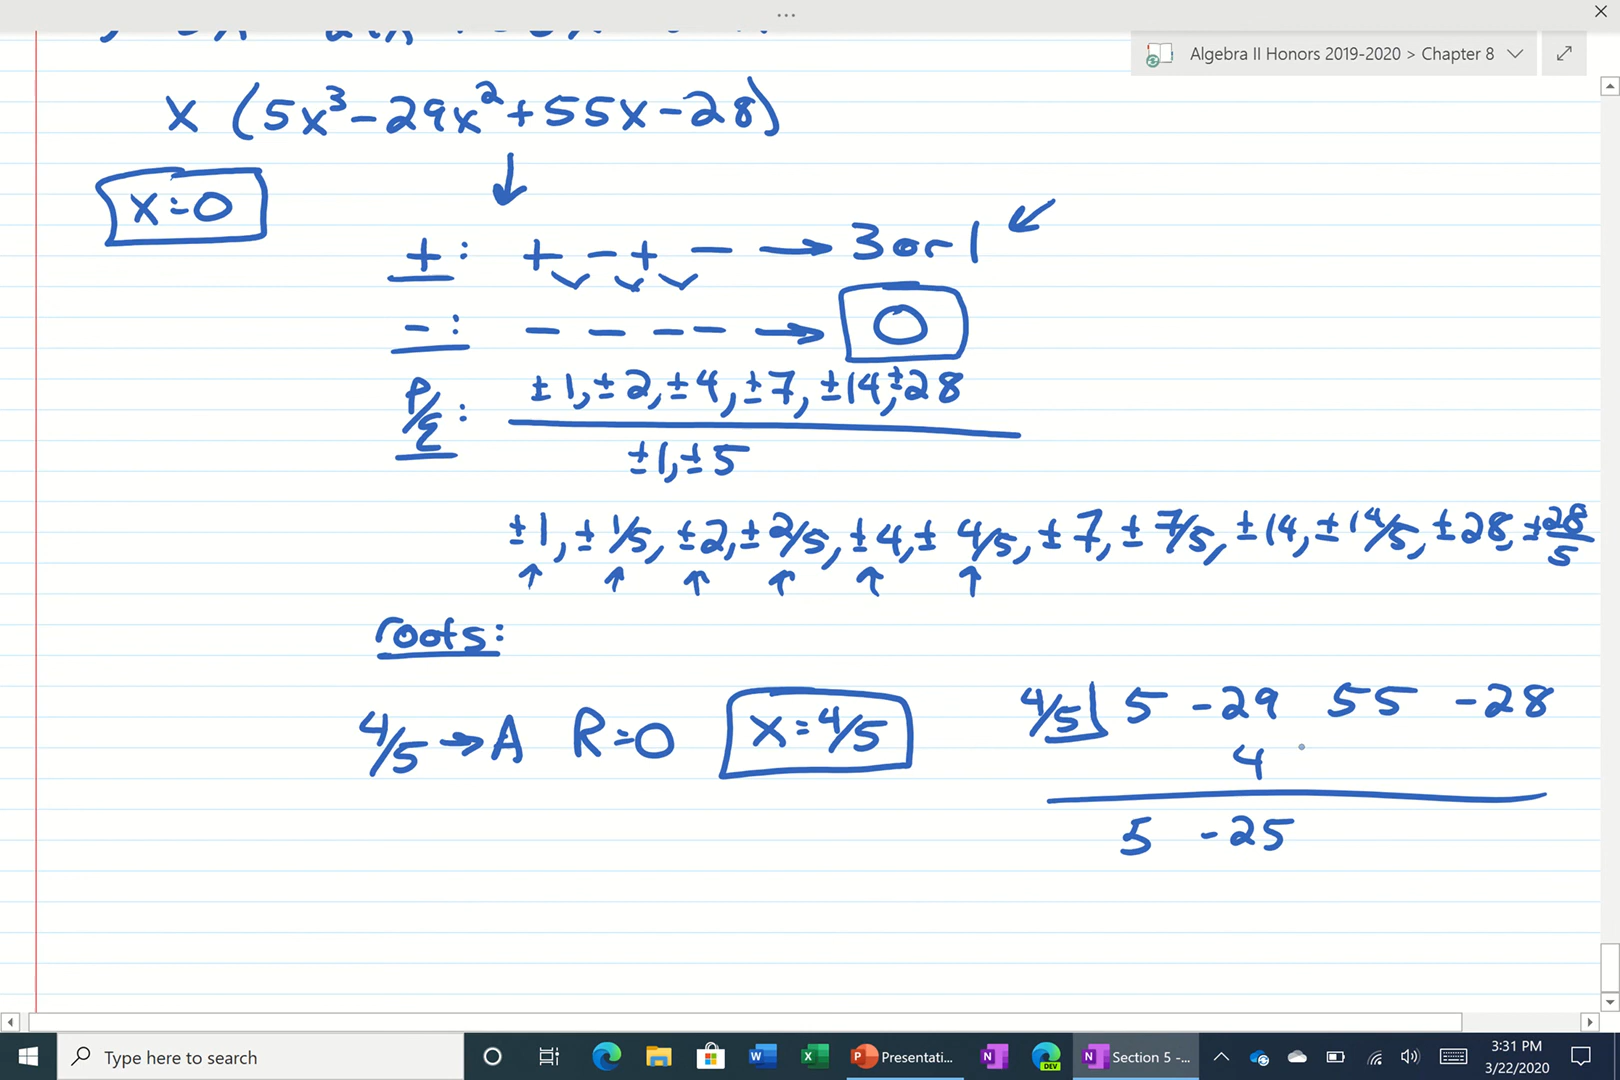 Algebra II Honors 2019-2020 > Chapter 8
x (5x³-29x²+55x-28)
x=0
+: + - + - → 3 or 1
-: - - - - → 0
p/q: ±1, ±2, ±4, ±7, ±14, ±28
±1, ±5
±1, ±1/5, ±2, ±2/5, ±4, ±4/5, ±7, ±7/5, ±14, ±14/5, ±28, ±28/5
roots:
4/5 → A R=0 x=4/5
4/5 5 -29 55 -28
4
5 -25
Type here to search
Presentati...
DEV
Section 5 -...
3:31 PM
3/22/2020